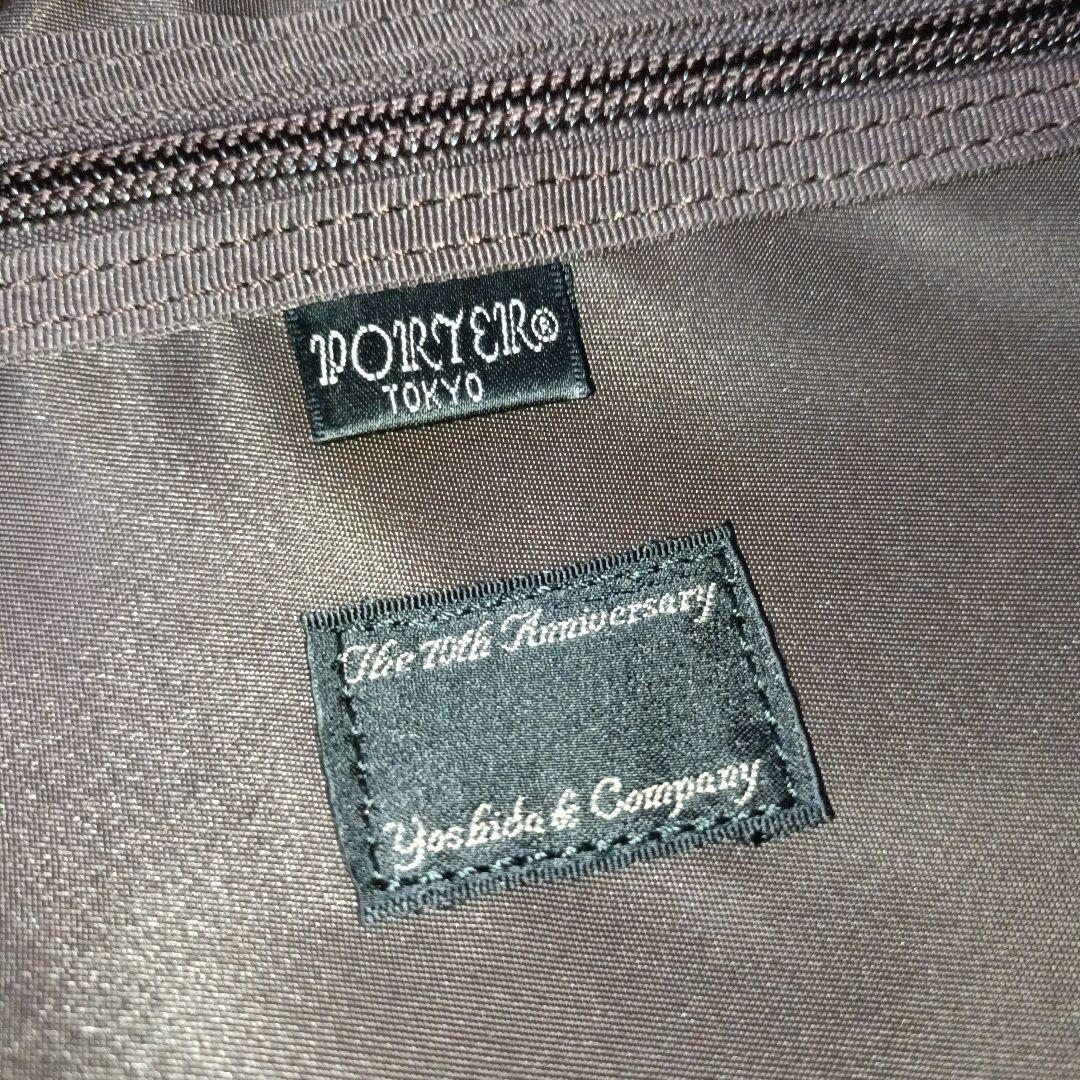 PORTER®
TOKYO
The 70th Anniversary
Yoshida & Company